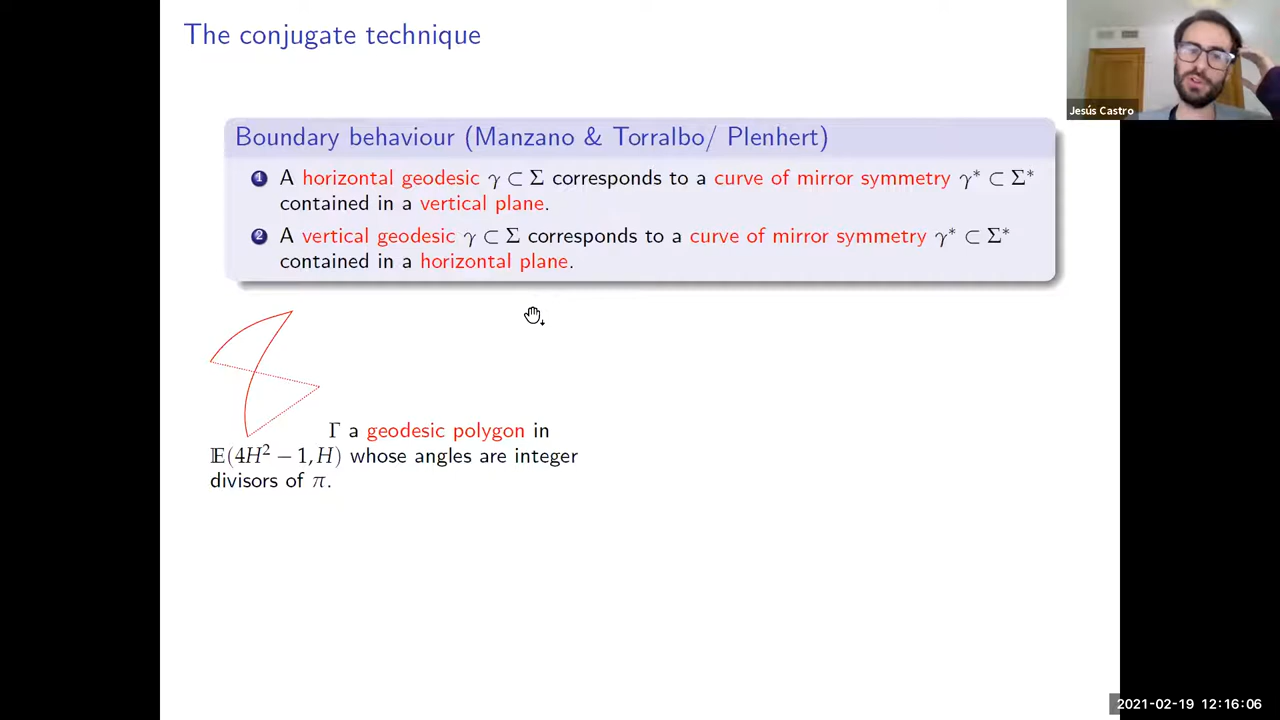 The conjugate technique
Jesús Castro
Boundary behaviour (Manzano & Torralbo/ Plenhert)
1 A horizontal geodesic γ ⊂ Σ corresponds to a curve of mirror symmetry γ* ⊂ Σ*
contained in a vertical plane.
2 A vertical geodesic γ ⊂ Σ corresponds to a curve of mirror symmetry γ* ⊂ Σ*
contained in a horizontal plane.
Γ a geodesic polygon in
𝔼(4H² − 1, H) whose angles are integer
divisors of π.
2021-02-19 12:16:06